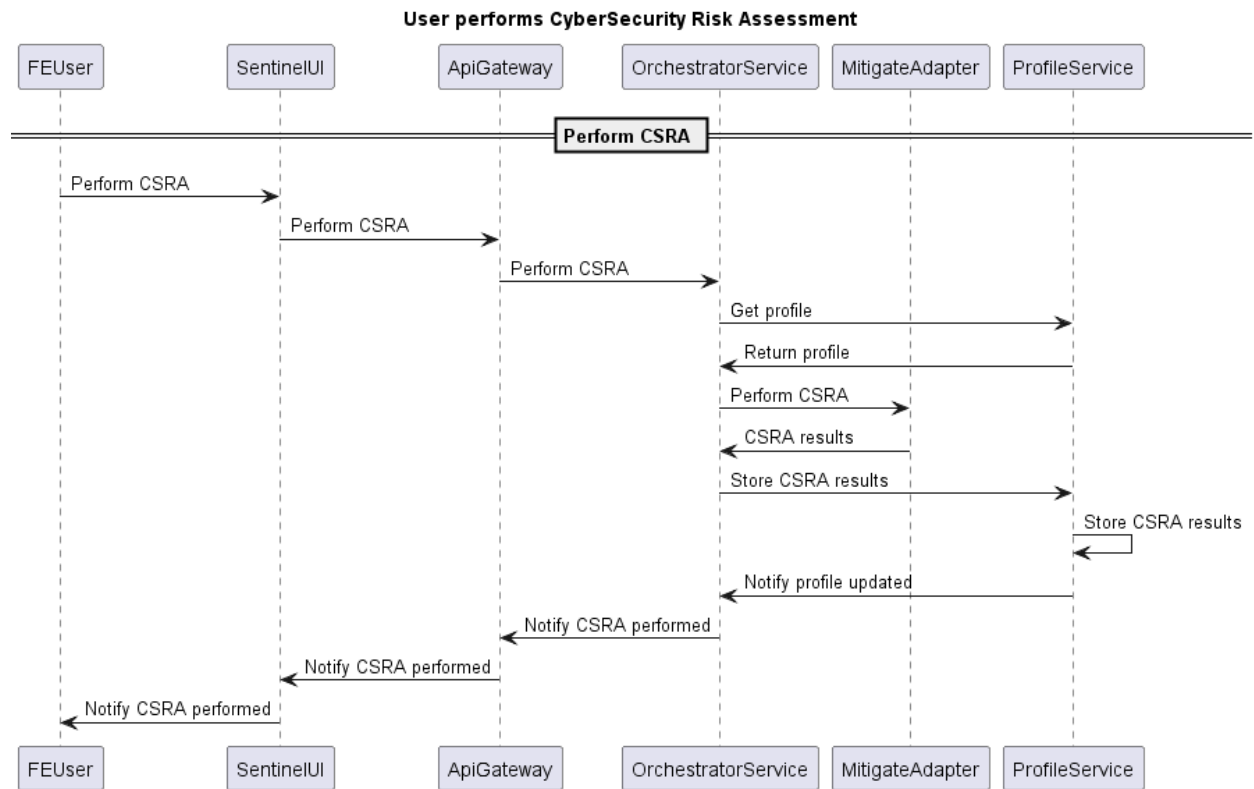 User performs CyberSecurity Risk Assessment
FEUser SentinelUI ApiGateway OrchestratorService MitigateAdapter ProfileService
Perform CSRA
Perform CSRA
Perform CSRA
Perform CSRA
Get profile
Return profile
Perform CSRA
CSRA results
Store CSRA results
Store CSRA results
Notify profile updated
Notify CSRA performed
Notify CSRA performed
Notify CSRA performed
FEUser SentinelUI ApiGateway OrchestratorService MitigateAdapter ProfileService